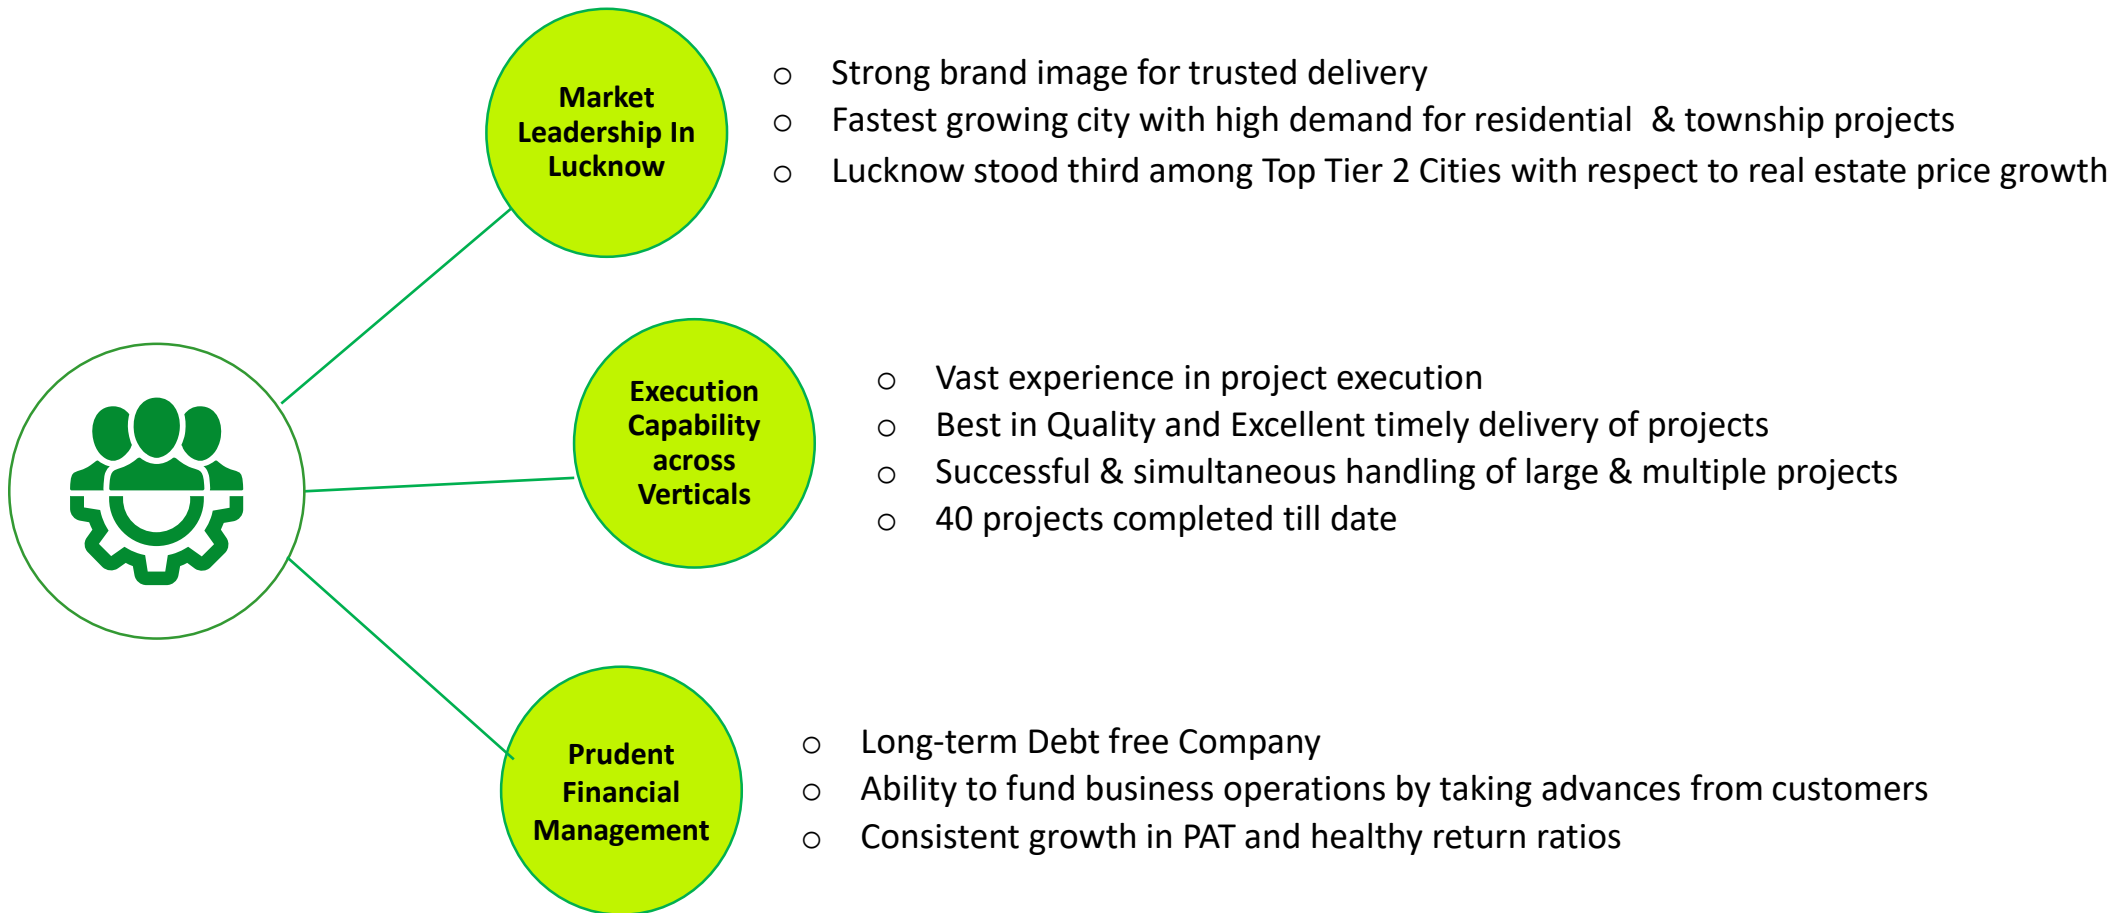 Market
Leadership In
Lucknow
○ Strong brand image for trusted delivery
○ Fastest growing city with high demand for residential & township projects
○ Lucknow stood third among Top Tier 2 Cities with respect to real estate price growth
Execution
Capability
across
Verticals
○ Vast experience in project execution
○ Best in Quality and Excellent timely delivery of projects
○ Successful & simultaneous handling of large & multiple projects
○ 40 projects completed till date
Prudent
Financial
Management
○ Long-term Debt free Company
○ Ability to fund business operations by taking advances from customers
○ Consistent growth in PAT and healthy return ratios